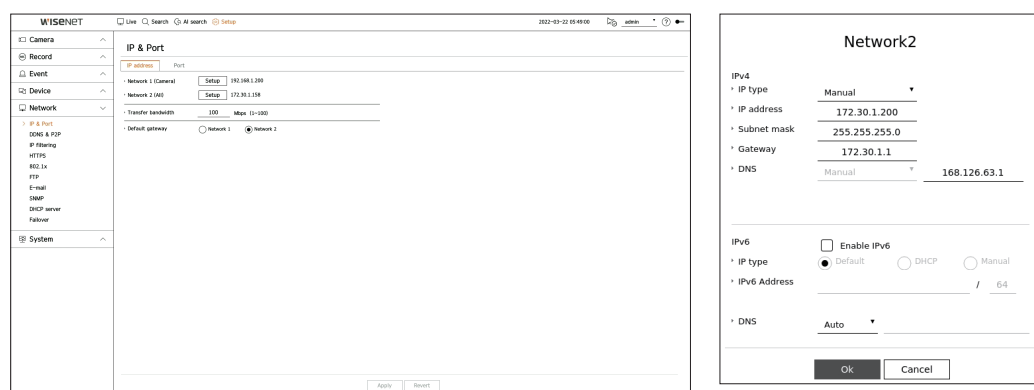 WISENET Live Search AI search Setup 2022-03-22 05:49:00 admin ?
Camera
Record
Event
Device
Network
IP & Port
DDNS & P2P
IP filtering
HTTPS
802.1x
FTP
E-mail
SNMP
DHCP server
Failover
System
IP & Port
IP address Port
Network 1 (Camera) Setup 192.168.1.200
Network 2 (All) Setup 172.30.1.158
Transfer bandwidth 100 Mbps (1~100)
Default gateway Network 1 Network 2
Apply Revert
Network2
IPv4
IP type Manual
IP address 172.30.1.200
Subnet mask 255.255.255.0
Gateway 172.30.1.1
DNS Manual 168.126.63.1
IPv6 Enable IPv6
IP type Default DHCP Manual
IPv6 Address / 64
DNS Auto
Ok Cancel